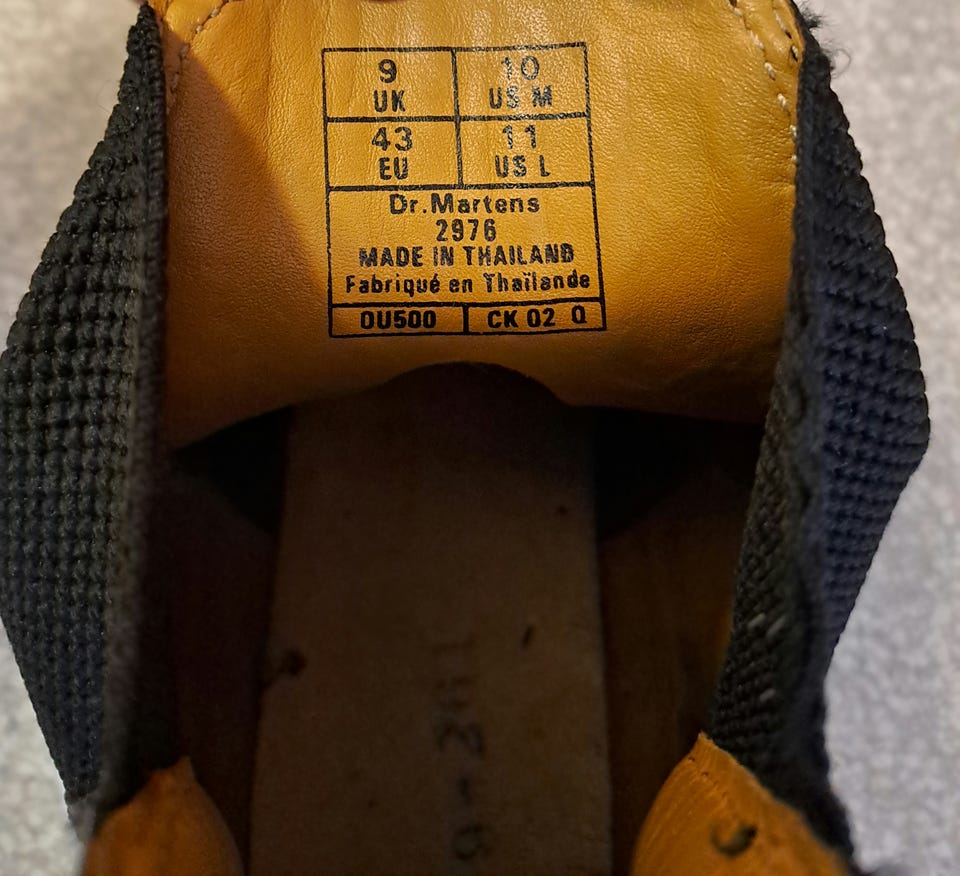 9 10
UK US M
43 11
EU US L
Dr.Martens
2976
MADE IN THAILAND
Fabriqué en Thaïlande
0U500 CK 02 Q